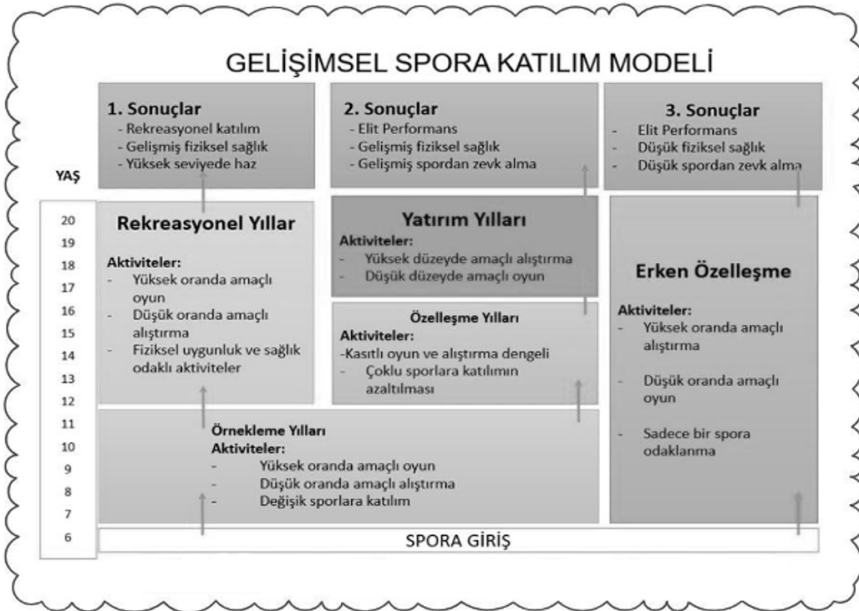 GELİŞİMSEL SPORA KATILIM MODELİ
1. Sonuçlar
- Rekreasyonel katılım
- Gelişmiş fiziksel sağlık
- Yüksek seviyede haz
2. Sonuçlar
- Elit Performans
- Gelişmiş fiziksel sağlık
- Gelişmiş spordan zevk alma
3. Sonuçlar
- Elit Performans
- Düşük fiziksel sağlık
- Düşük spordan zevk alma
YAŞ
20
19
18
17
16
15
14
13
12
11
10
9
8
7
6
Rekreasyonel Yıllar
Aktiviteler:
- Yüksek oranda amaçlı
oyun
- Düşük oranda amaçlı
alıştırma
- Fiziksel uygunluk ve sağlık
odaklı aktiviteler
Yatırım Yılları
Aktiviteler:
- Yüksek düzeyde amaçlı alıştırma
- Düşük düzeyde amaçlı oyun
Özelleşme Yılları
Aktiviteler:
-Kasıtlı oyun ve alıştırma dengeli
- Çoklu sporlara katılımın
azaltılması
Erken Özelleşme
Aktiviteler:
- Yüksek oranda amaçlı
alıştırma
- Düşük oranda amaçlı
oyun
- Sadece bir spora
odaklanma
Örnekleme Yılları
Aktiviteler:
- Yüksek oranda amaçlı oyun
- Düşük oranda amaçlı alıştırma
- Değişik sporlara katılım
SPORA GİRİŞ